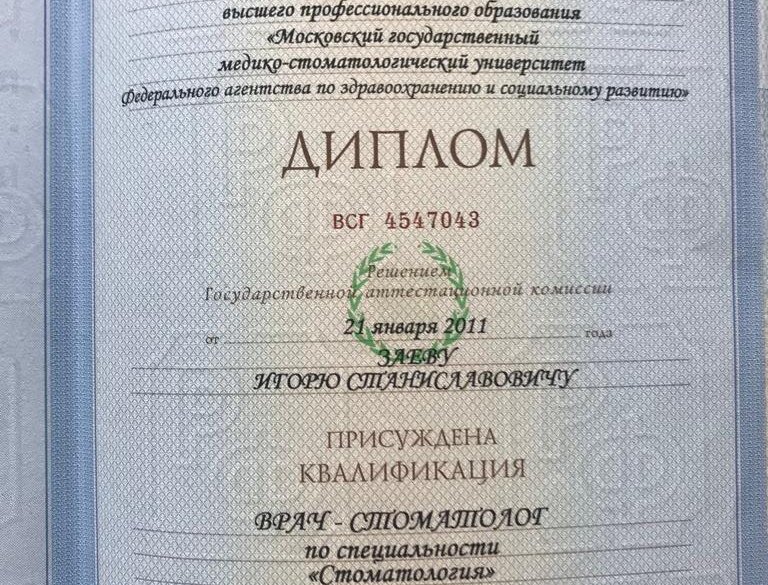 высшего профессионального образования
«Московский государственный
медико-стоматологический университет
Федерального агентства по здравоохранению и социальному развитию»
ДИПЛОМ
ВСГ 4547043
Решением
Государственной аттестационной комиссии
от 21 января 2011 года
ЗАЕВУ
ИГОРЮ СТАНИСЛАВОВИЧУ
ПРИСУЖДЕНА
КВАЛИФИКАЦИЯ
ВРАЧ - СТОМАТОЛОГ
по специальности
«Стоматология»